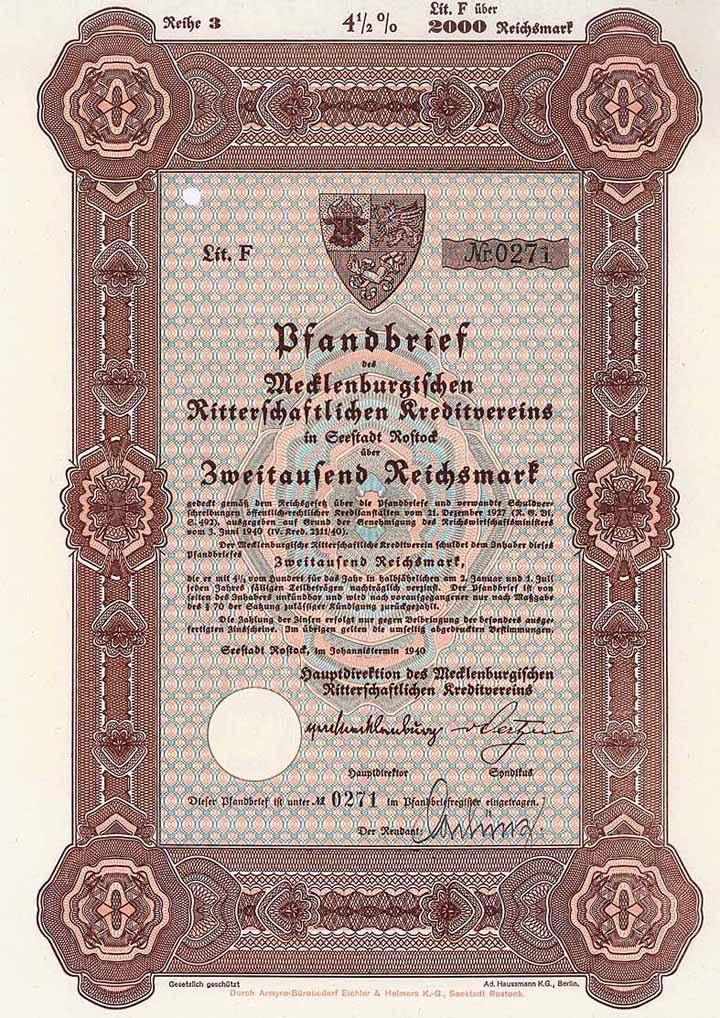 Reihe 3
4½ %
Lit. F über
2000 Reichsmark
Lit. F
Nr. 0271
Pfandbrief
des
Mecklenburgischen
Ritterschaftlichen Kreditvereins
in Seestadt Rostock
über
Zweitausend Reichsmark
gedeckt gemäß dem Reichsgesetz über die Pfandbriefe und verwandte Schuldver-
schreibungen öffentlich-rechtlicher Kreditanstalten vom 21. Dezember 1927 (R. G. Bl.
S. 492), ausgegeben auf Grund der Genehmigung des Reichswirtschaftsministers
vom 3. Juni 1940 (IV. Kred. 2311/40).
Der Mecklenburgische Ritterschaftliche Kreditverein schuldet dem Inhaber dieses
Pfandbriefes
Zweitausend Reichsmark,
die er mit 4½ vom Hundert für das Jahr in halbjährlichen am 2. Januar und 1. Juli
jeden Jahres fälligen Teilbeträgen nachträglich verzinst. Der Pfandbrief ist von
seiten des Inhabers unkündbar und wird nach vorausgegangener nur nach Maßgabe
des § 70 der Satzung zulässiger Kündigung zurückgezahlt.
Die Zahlung der Zinsen erfolgt nur gegen Beibringung der besonders ausge-
fertigten Zinsscheine. Im übrigen gelten die umseitig abgedruckten Bestimmungen.
Seestadt Rostock, im Johannistermin 1940
Hauptdirektion des Mecklenburgischen
Ritterschaftlichen Kreditvereins
v. Oertzen
Hauptdirektor
Syndikus
Dieser Pfandbrief ist unter № 0271 im Pfandbriefregister eingetragen.
Der Rendant:
Gesetzlich geschützt
Ad. Haussmann K.G., Berlin.
Durch Armyro-Bürobedarf Eichler & Helmers K.-G., Seestadt Rostock.